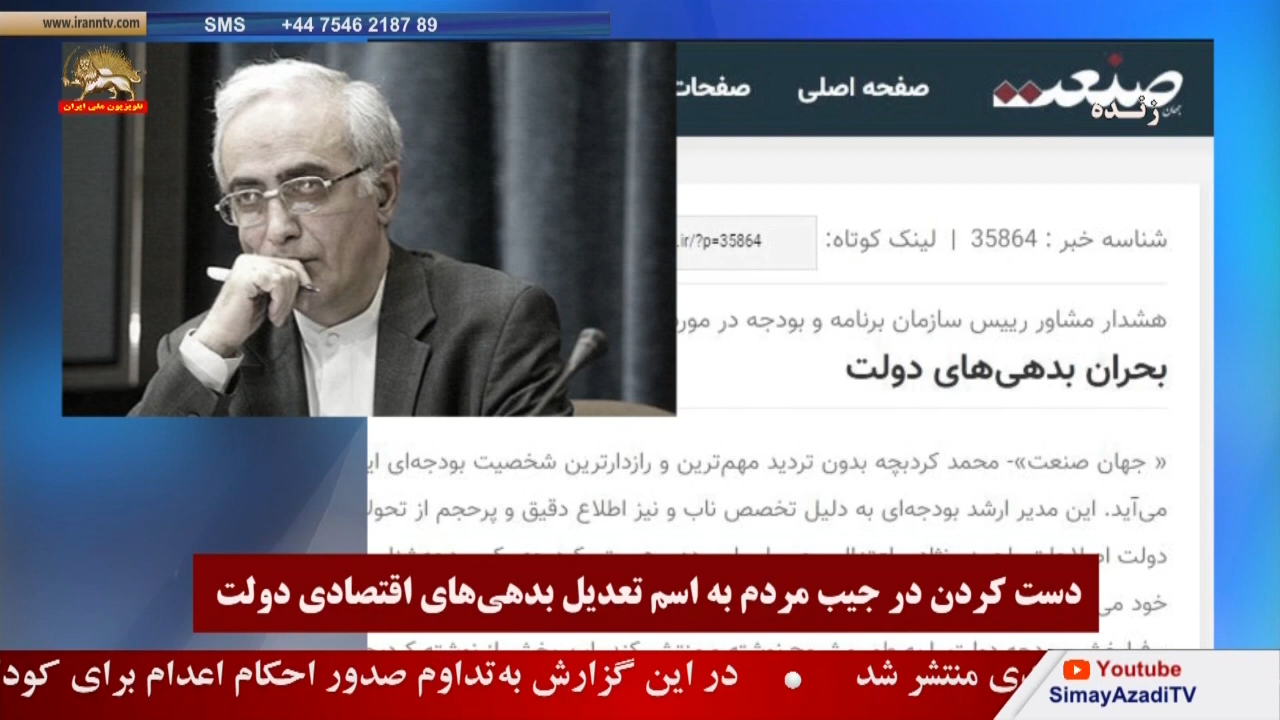 www.iranntv.com
SMS +44 7546 2187 89
تلویزیون ملی ایران
جهان صنعت
زنده
صفحه اصلی
صفحات
شناسه خبر : 35864 | لینک کوتاه:
.ir/?p=35864
هشدار مشاور رییس سازمان برنامه و بودجه در مور
بحران بدهی‌های دولت
« جهان صنعت»- محمد کردبچه بدون تردید مهم‌ترین و رازدارترین شخصیت بودجه‌ای
می‌آید. این مدیر ارشد بودجه‌ای به دلیل تخصص ناب و نیز اطلاع دقیق و پرحجم از
دولت
خود
دست کردن در جیب مردم به اسم تعدیل بدهی‌های اقتصادی دولت
ری منتشر شد • در این گزارش به‌تداوم صدور احکام اعدام برای کود
Youtube
SimayAzadiTV